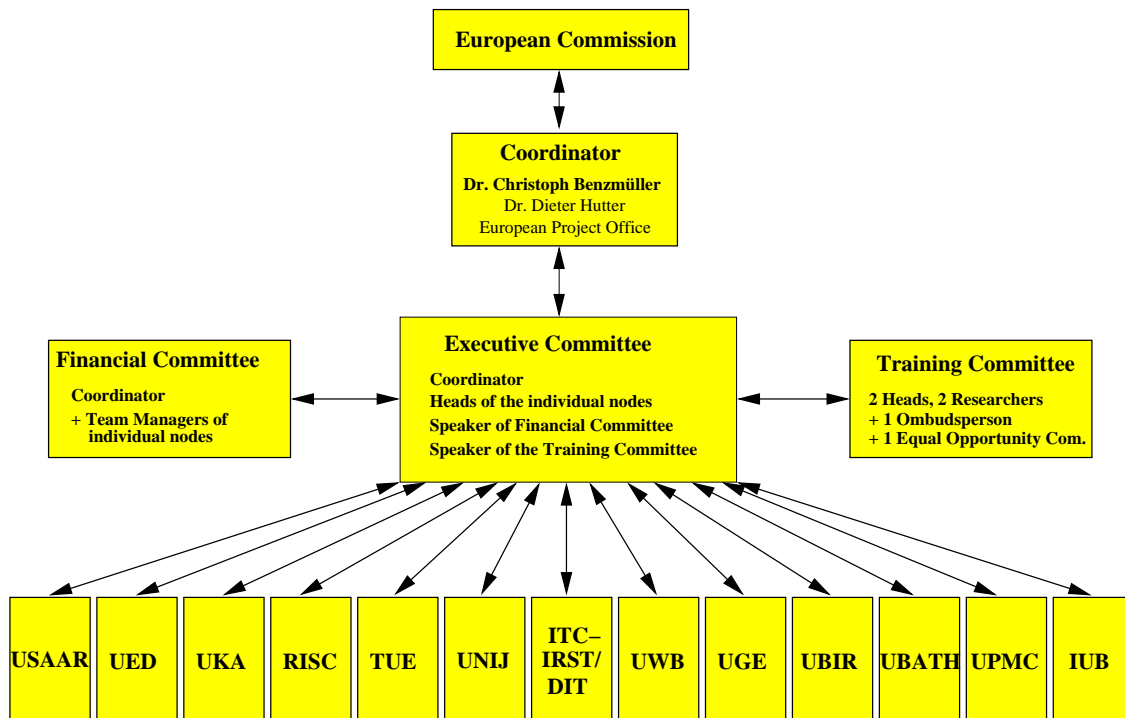 European Commission
Coordinator
Dr. Christoph Benzmüller
Dr. Dieter Hutter
European Project Office
Financial Committee
Coordinator
+ Team Managers of
individual nodes
Executive Committee
Coordinator
Heads of the individual nodes
Speaker of Financial Committee
Speaker of the Training Committee
Training Committee
2 Heads, 2 Researchers
+ 1 Ombudsperson
+ 1 Equal Opportunity Com.
USAAR
UED
UKA
RISC
TUE
UNIJ
ITC–
IRST/
DIT
UWB
UGE
UBIR
UBATH
UPMC
IUB